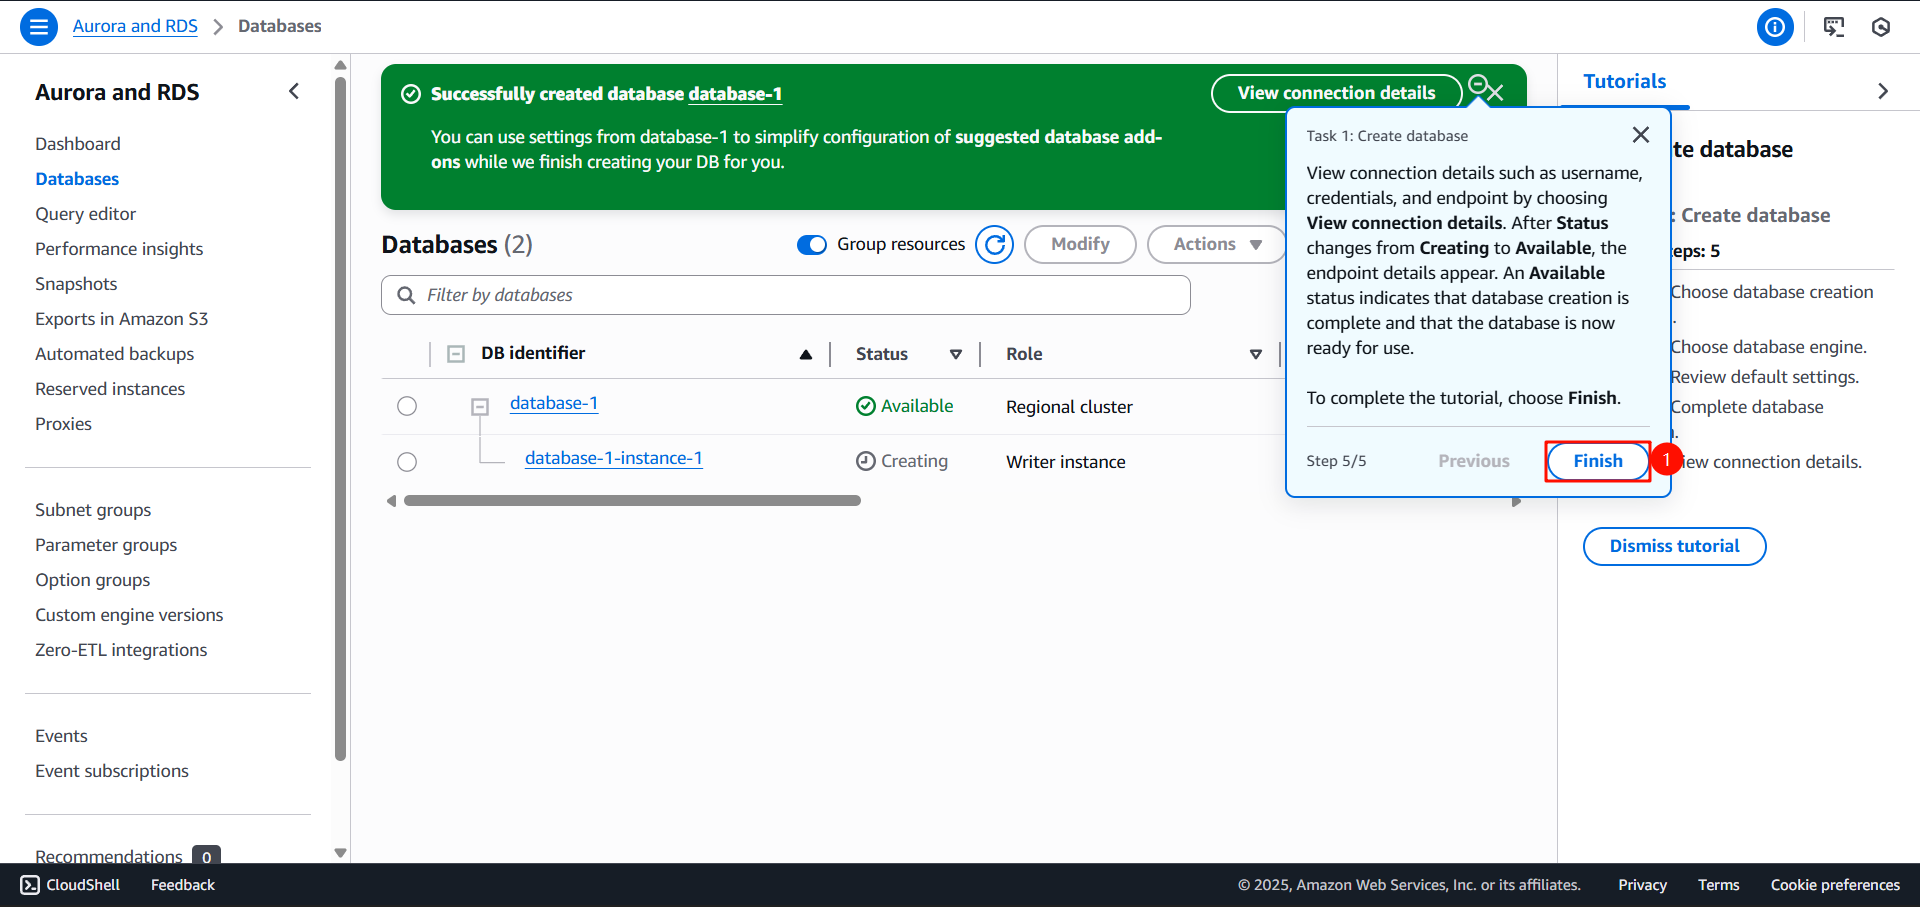 Aurora and RDS > Databases
Aurora and RDS
Dashboard
Databases
Query editor
Performance insights
Snapshots
Exports in Amazon S3
Automated backups
Reserved instances
Proxies
Subnet groups
Parameter groups
Option groups
Custom engine versions
Zero-ETL integrations
Events
Event subscriptions
Recommendations 0
Successfully created database database-1
View connection details
You can use settings from database-1 to simplify configuration of suggested database add-
ons while we finish creating your DB for you.
Databases (2)
Group resources
Modify
Actions
Filter by databases
DB identifier Status Role
database-1 Available Regional cluster
database-1-instance-1 Creating Writer instance
Task 1: Create database
View connection details such as username,
credentials, and endpoint by choosing
View connection details. After Status
changes from Creating to Available, the
endpoint details appear. An Available
status indicates that database creation is
complete and that the database is now
ready for use.
To complete the tutorial, choose Finish.
Step 5/5 Previous Finish 1
Tutorials
te database
: Create database
eps: 5
Choose database creation
.
Choose database engine.
Review default settings.
Complete database
.
iew connection details.
Dismiss tutorial
CloudShell Feedback © 2025, Amazon Web Services, Inc. or its affiliates. Privacy Terms Cookie preferences